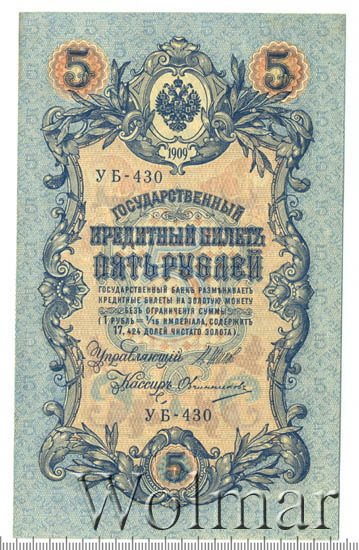 5 5
1909
УБ-430
ГОСУДАРСТВЕННЫЙ
КРЕДИТНЫЙ БИЛЕТЪ
ПЯТЬ РУБЛЕЙ
ГОСУДАРСТВЕННЫЙ БАНКЪ РАЗМѢНИВАЕТЪ
КРЕДИТНЫЕ БИЛЕТЫ НА ЗОЛОТУЮ МОНЕТУ
БЕЗЪ ОГРАНИЧЕНІЯ СУММЫ
(1 РУБЛЬ = 1/15 ИМПЕРІАЛА, СОДЕРЖИТЪ
17,424 ДОЛЕЙ ЧИСТАГО ЗОЛОТА)
Управляющій
Кассиръ Овчинниковъ
УБ-430
5
Wolmar